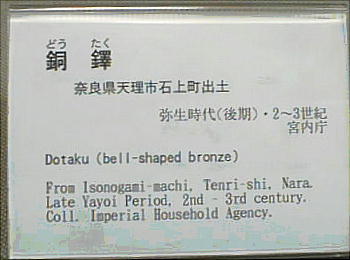 どう たく
銅 鐸
奈良県天理市石上町出土
弥生時代(後期)・2～3世紀
宮内庁
Dotaku (bell-shaped bronze)
From Isonogami-machi, Tenri-shi, Nara.
Late Yayoi Period, 2nd - 3rd century.
Coll. Imperial Household Agency.